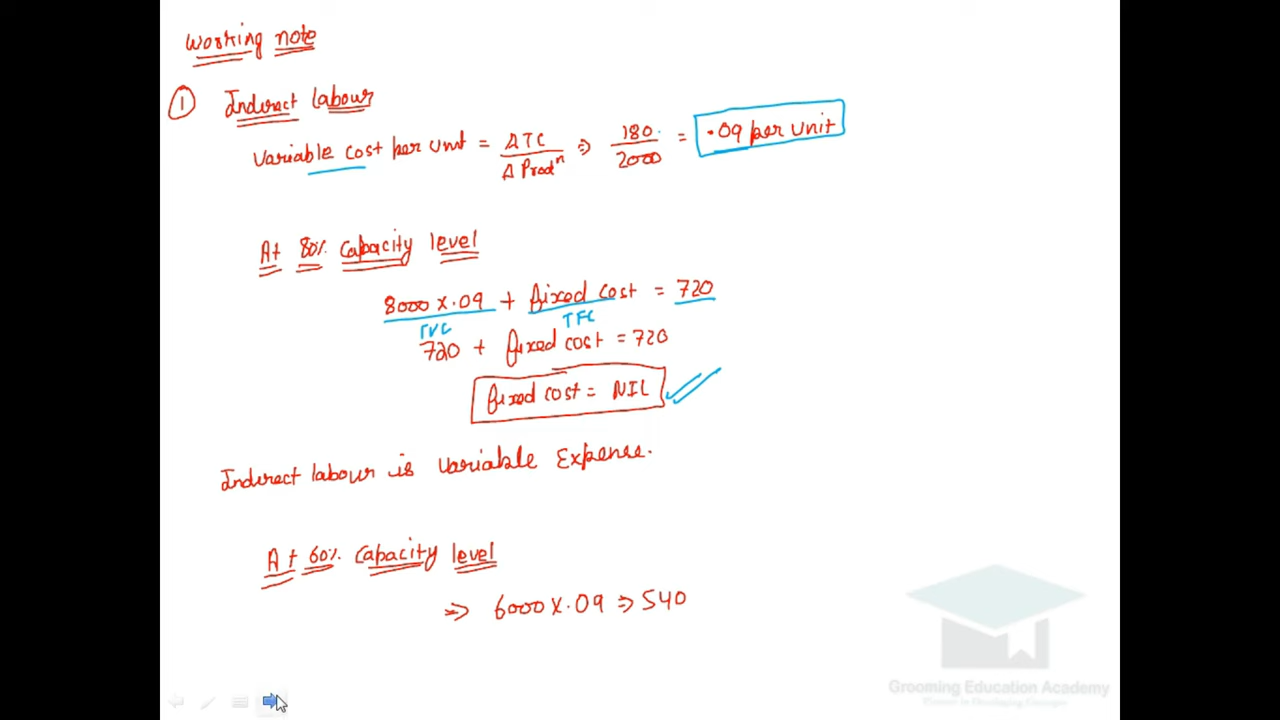 Working note
① Indirect labour
Variable cost per unit = ΔTC / Δ Prodⁿ ⇒ 180 / 2000 = .09 per unit
At 80% Capacity level
8000 x .09 + fixed cost = 720
TVC TFC
720 + fixed cost = 720
fixed cost = NIL
Indirect labour is variable Expense.
At 60% Capacity level
⇒ 6000 x .09 ⇒ 540
Grooming Education Academy